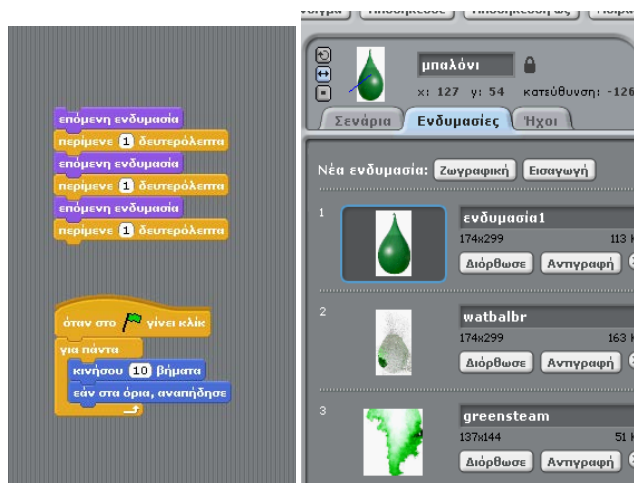 επόμενη ενδυμασία
περίμενε 1 δευτερόλεπτα
επόμενη ενδυμασία
περίμενε 1 δευτερόλεπτα
επόμενη ενδυμασία
περίμενε 1 δευτερόλεπτα
όταν στο γίνει κλίκ
για πάντα
κινήσου 10 βήματα
εάν στα όρια, αναπήδησε
μπαλόνι
x: 127 y: 54 κατεύθυνση: -126
Σενάρια Ενδυμασίες Ήχοι
Νέα ενδυμασία: Ζωγραφική Εισαγωγή
1
ενδυμασία1
174x299 113 K
Διόρθωσε Αντιγραφή
2
watbalbr
174x299 163 K
Διόρθωσε Αντιγραφή
3
greensteam
137x144 51 K
Διόρθωσε Αντιγραφή